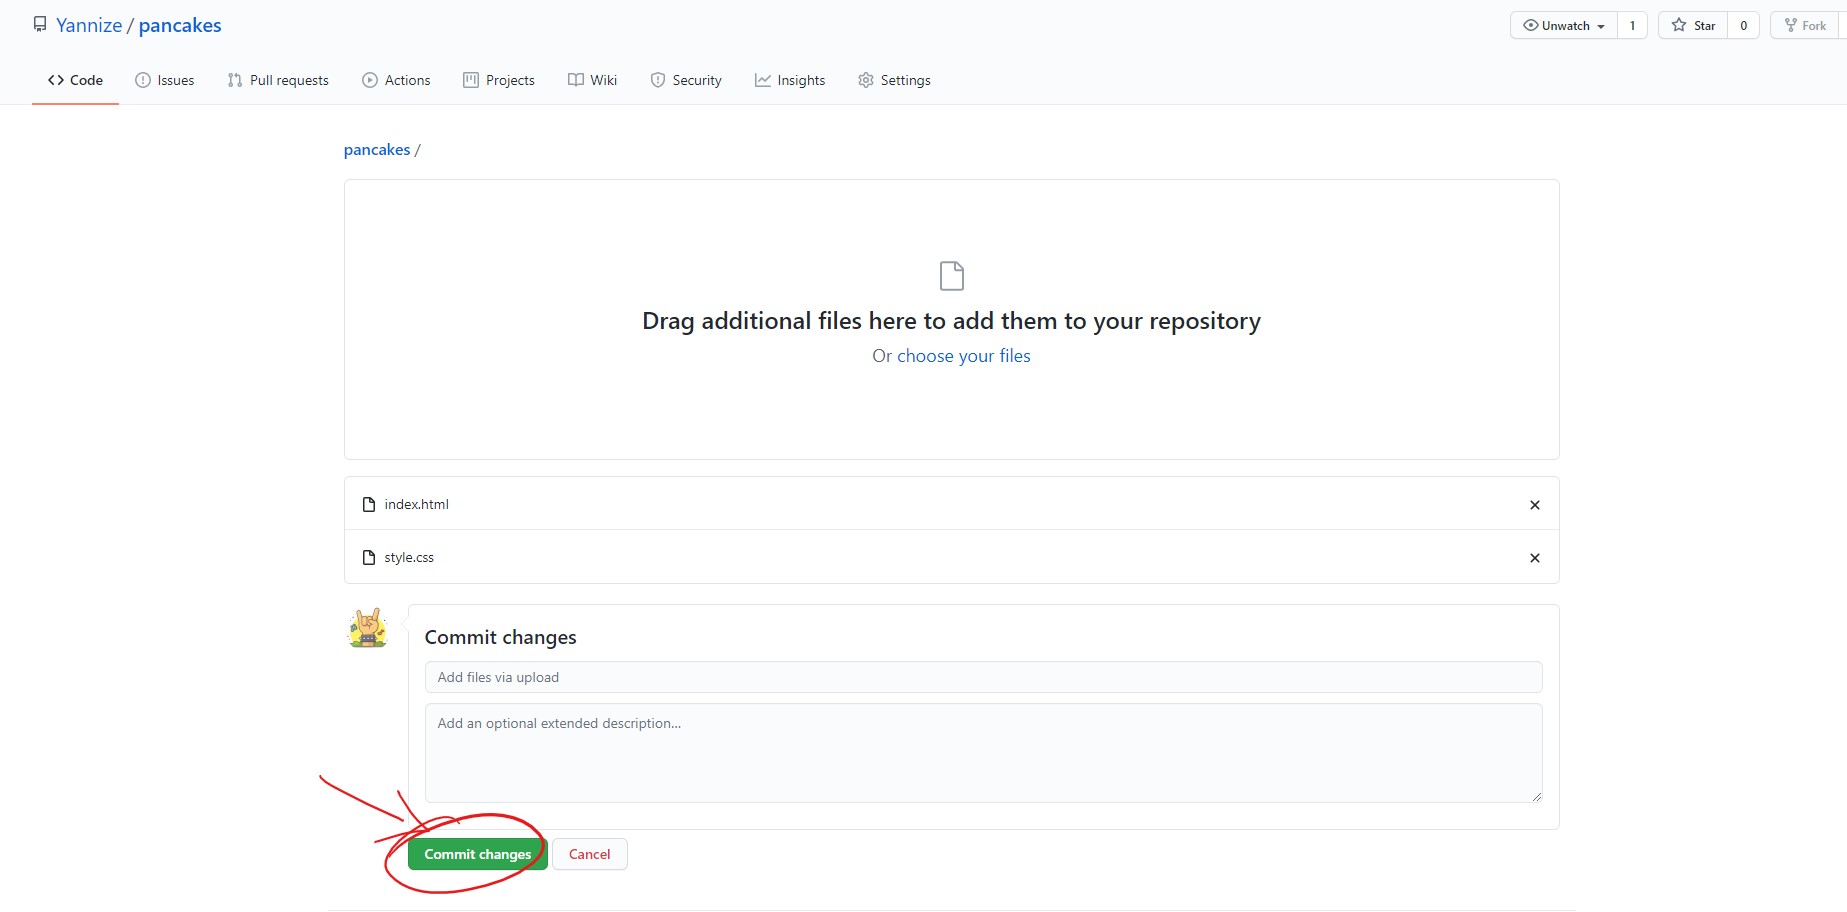 Yannize / pancakes
Unwatch 1 Star 0 Fork
Code Issues Pull requests Actions Projects Wiki Security Insights Settings
pancakes /
Drag additional files here to add them to your repository
Or choose your files
index.html
style.css
Commit changes
Add files via upload
Add an optional extended description...
Commit changes Cancel